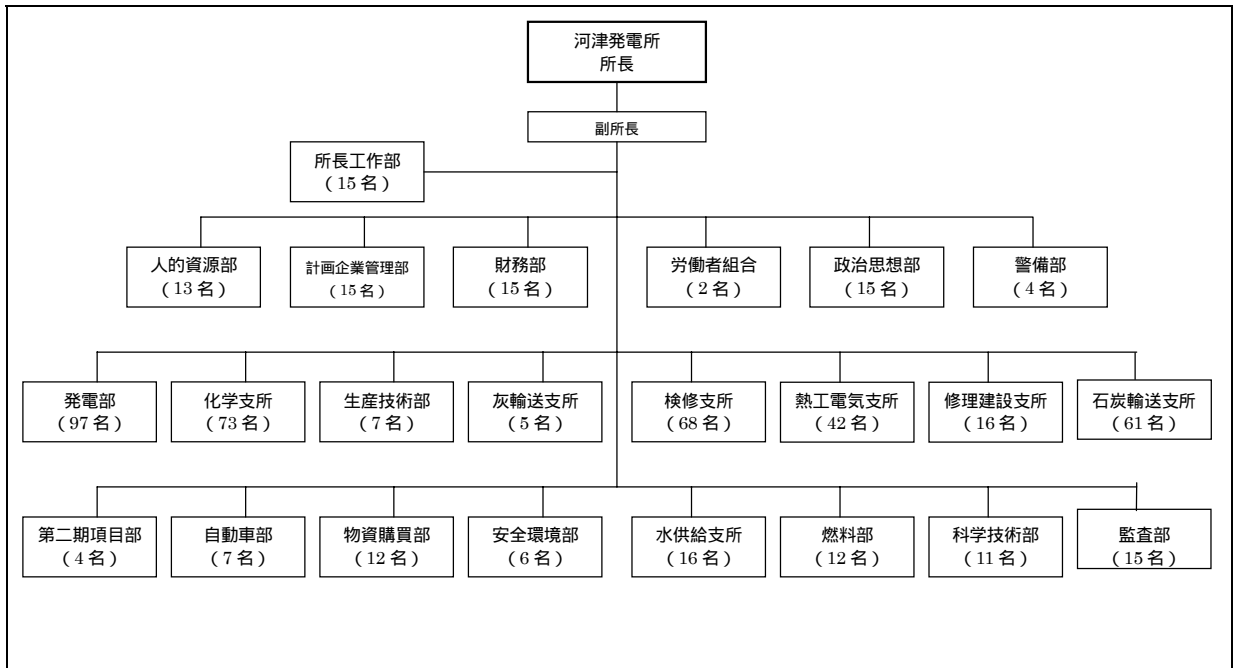 河津発電所
所長
副所長
所長工作部
(15名)
人的資源部
(13名)
計画企業管理部
(15名)
財務部
(15名)
労働者組合
(2名)
政治思想部
(15名)
警備部
(4名)
発電部
(97名)
化学支所
(73名)
生産技術部
(7名)
灰輸送支所
(5名)
検修支所
(68名)
熱工電気支所
(42名)
修理建設支所
(16名)
石炭輸送支所
(61名)
第二期項目部
(4名)
自動車部
(7名)
物資購買部
(12名)
安全環境部
(6名)
水供給支所
(16名)
燃料部
(12名)
科学技術部
(11名)
監査部
(15名)